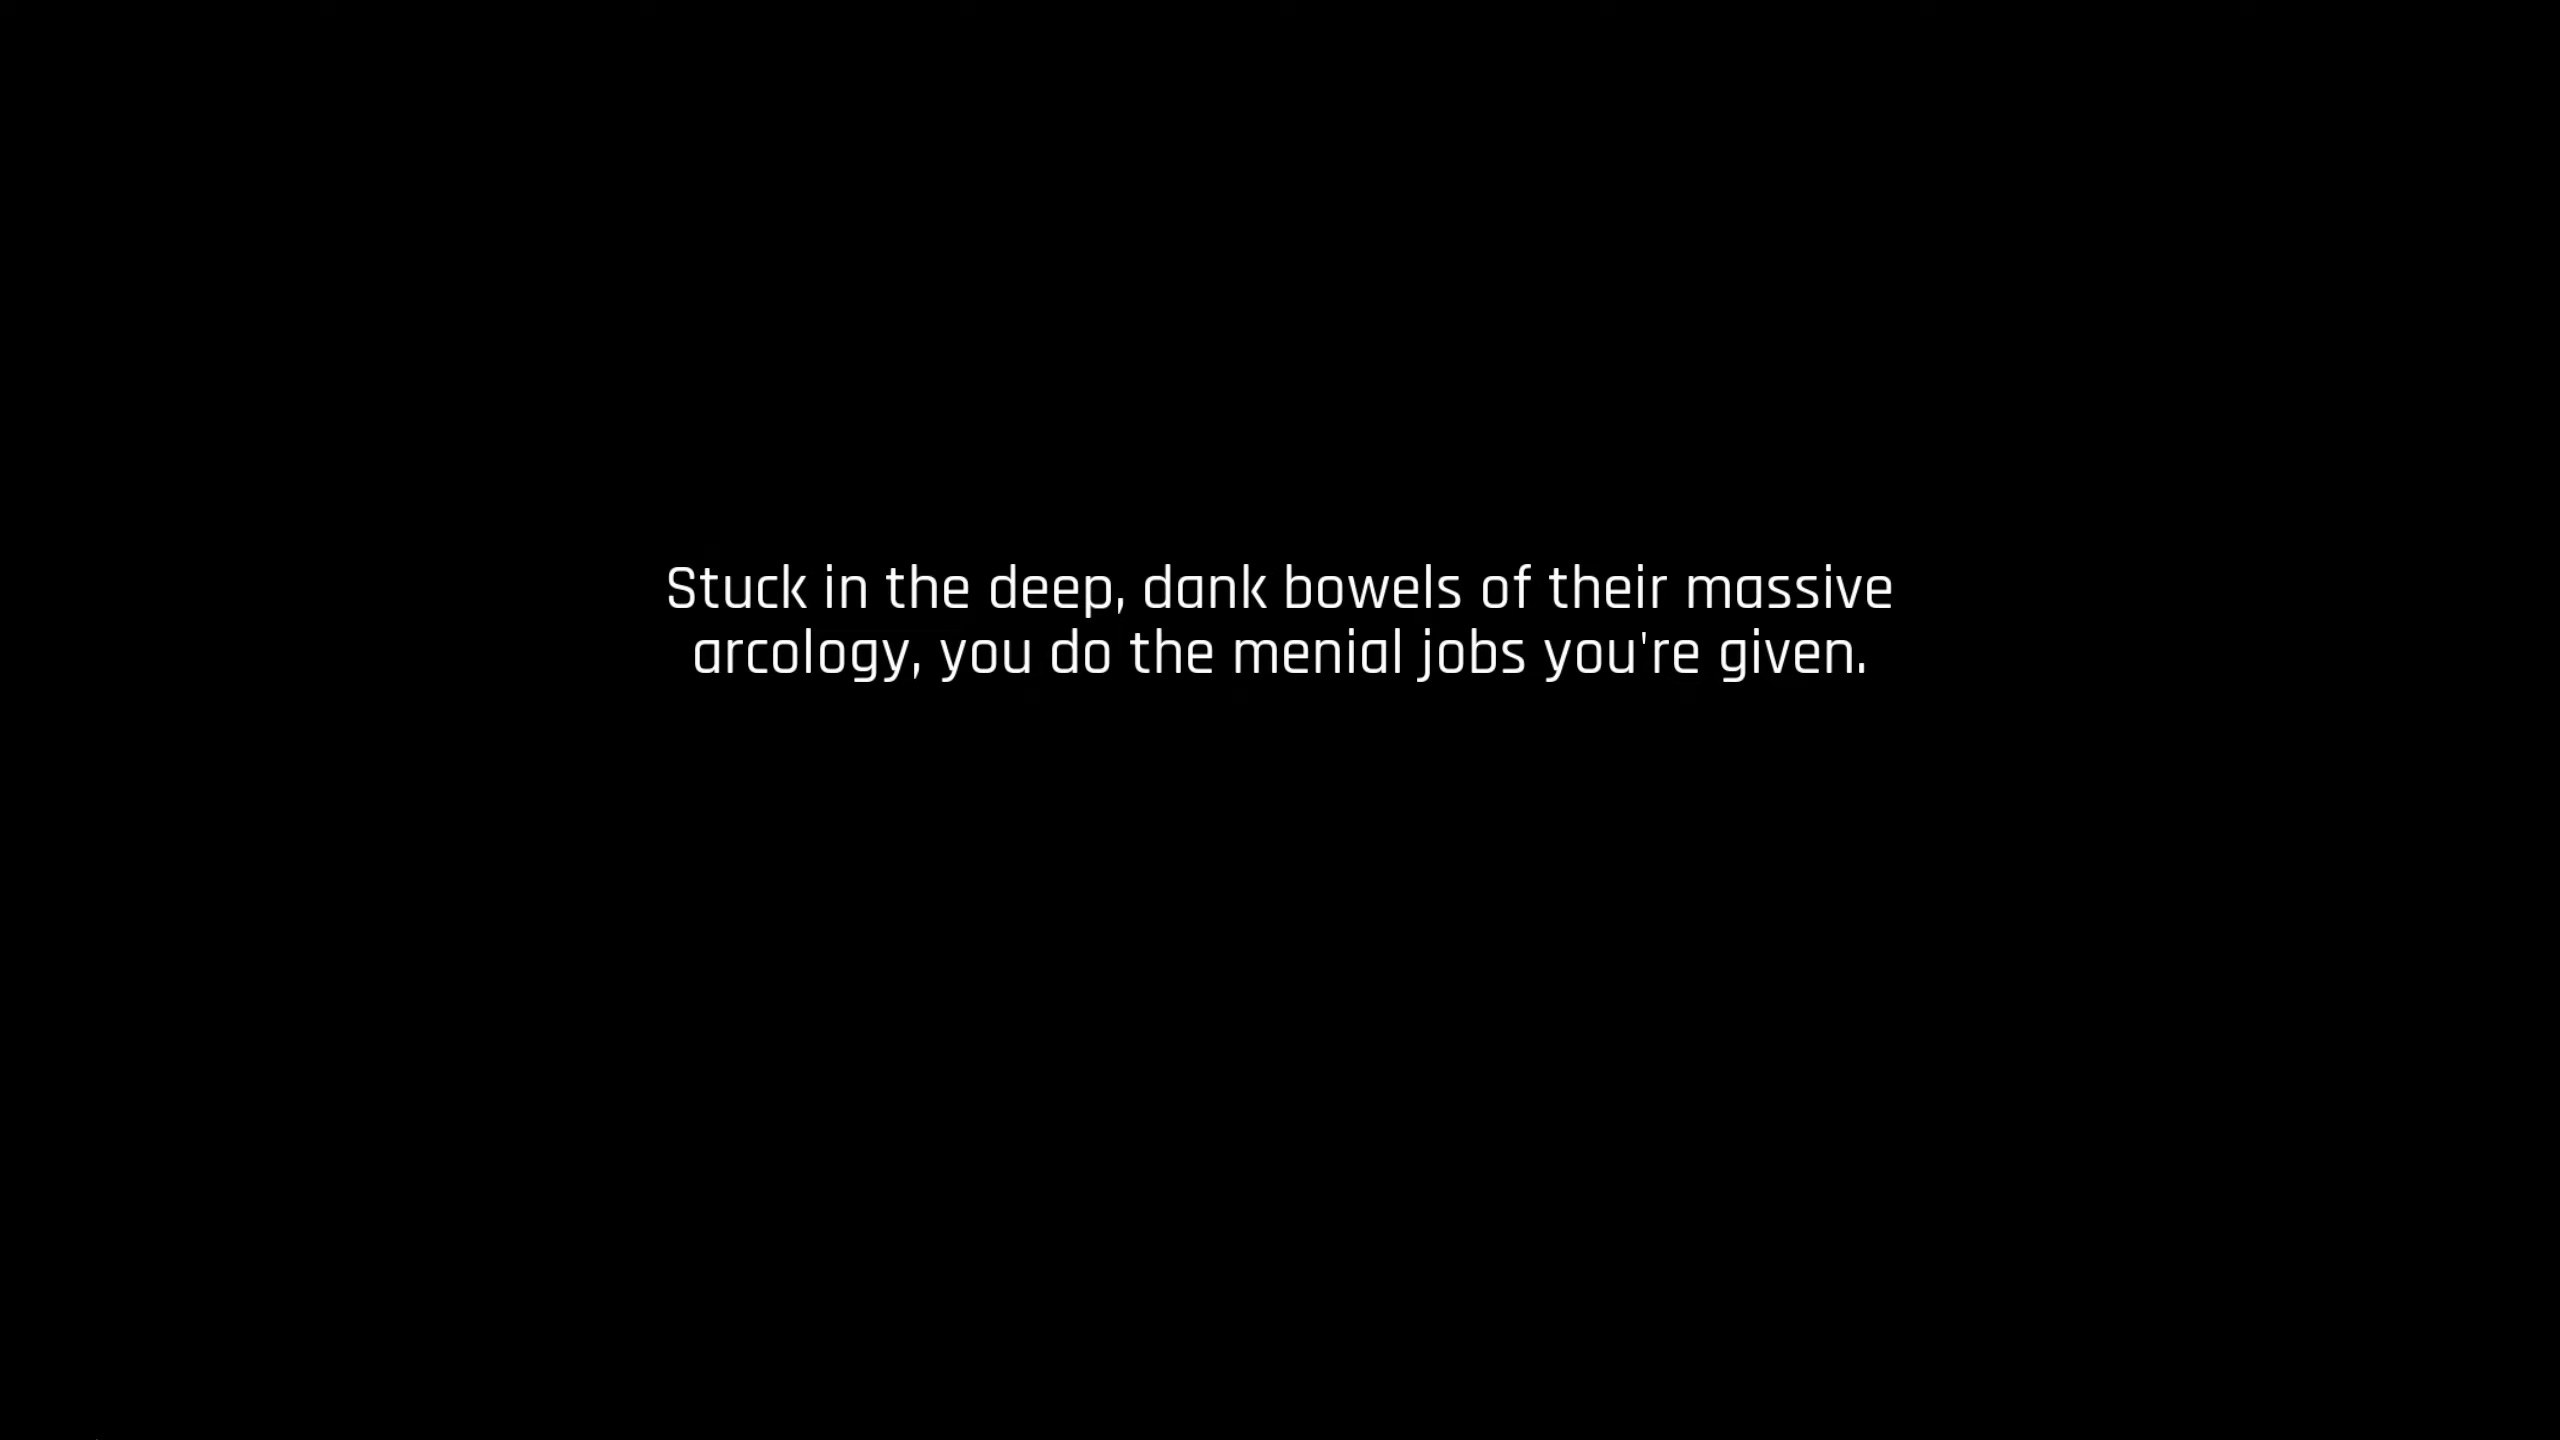 Stuck in the deep, dank bowels of their massive
arcology, you do the menial jobs you're given.